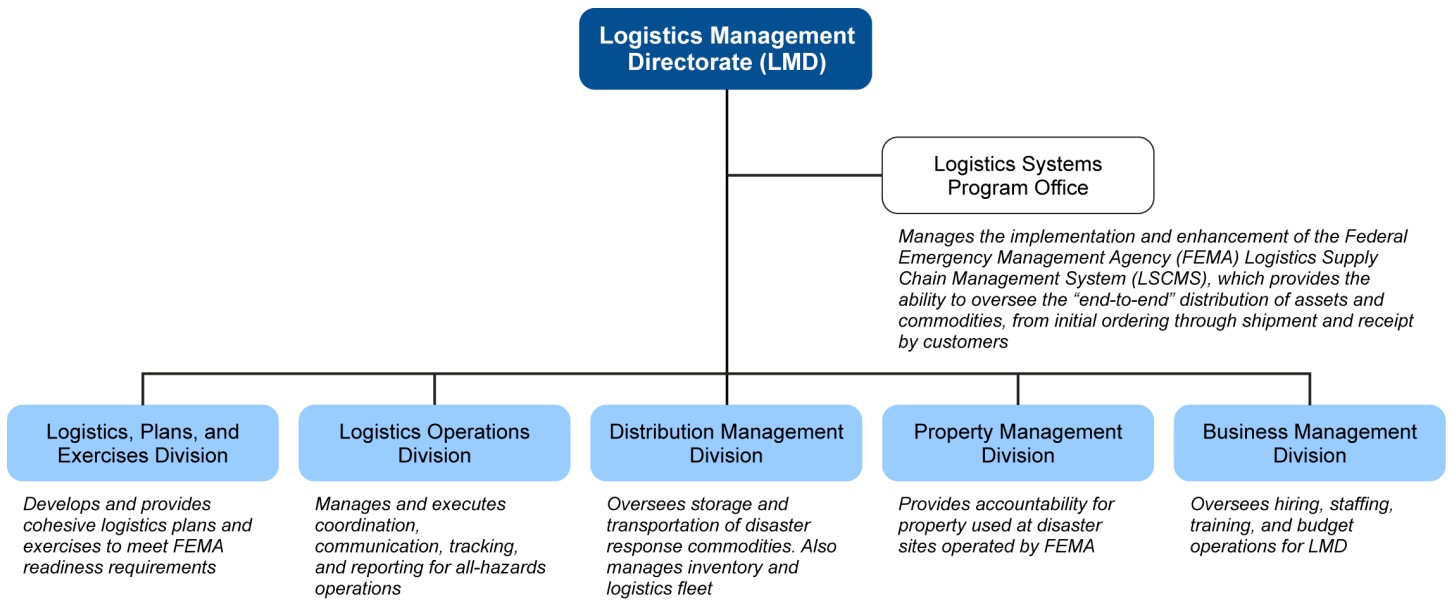 Logistics Management
Directorate (LMD)
Logistics Systems
Program Office
Manages the implementation and enhancement of the Federal
Emergency Management Agency (FEMA) Logistics Supply
Chain Management System (LSCMS), which provides the
ability to oversee the “end-to-end” distribution of assets and
commodities, from initial ordering through shipment and receipt
by customers
Logistics, Plans, and
Exercises Division
Develops and provides
cohesive logistics plans and
exercises to meet FEMA
readiness requirements
Logistics Operations
Division
Manages and executes
coordination,
communication, tracking,
and reporting for all-hazards
operations
Distribution Management
Division
Oversees storage and
transportation of disaster
response commodities. Also
manages inventory and
logistics fleet
Property Management
Division
Provides accountability for
property used at disaster
sites operated by FEMA
Business Management
Division
Oversees hiring, staffing,
training, and budget
operations for LMD